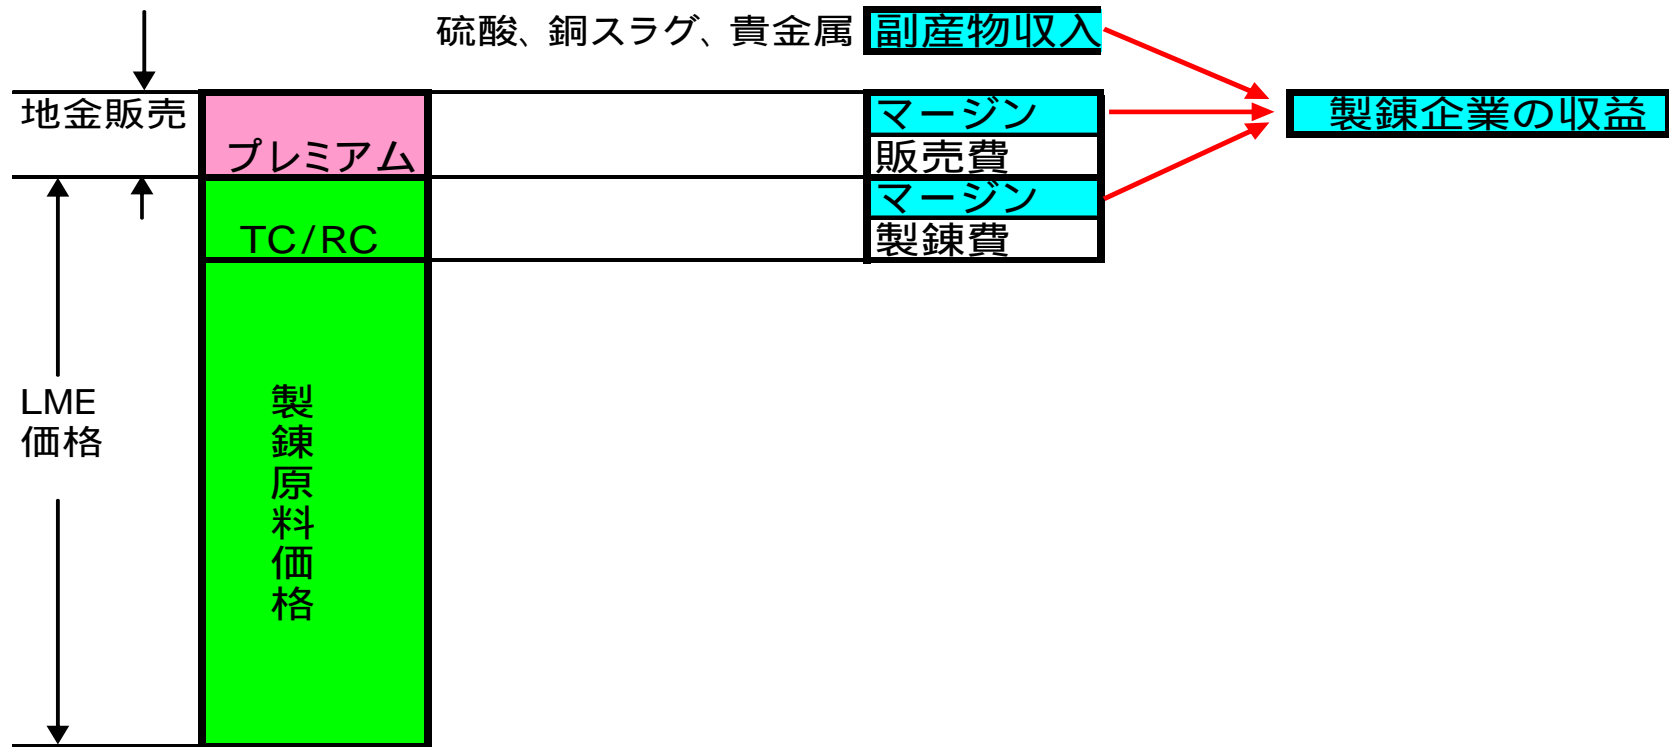 硫酸、銅スラグ、貴金属
副産物収入
地金販売
プレミアム
マージン
販売費
製錬企業の収益
TC/RC
マージン
製錬費
LME
価格
製錬原料価格